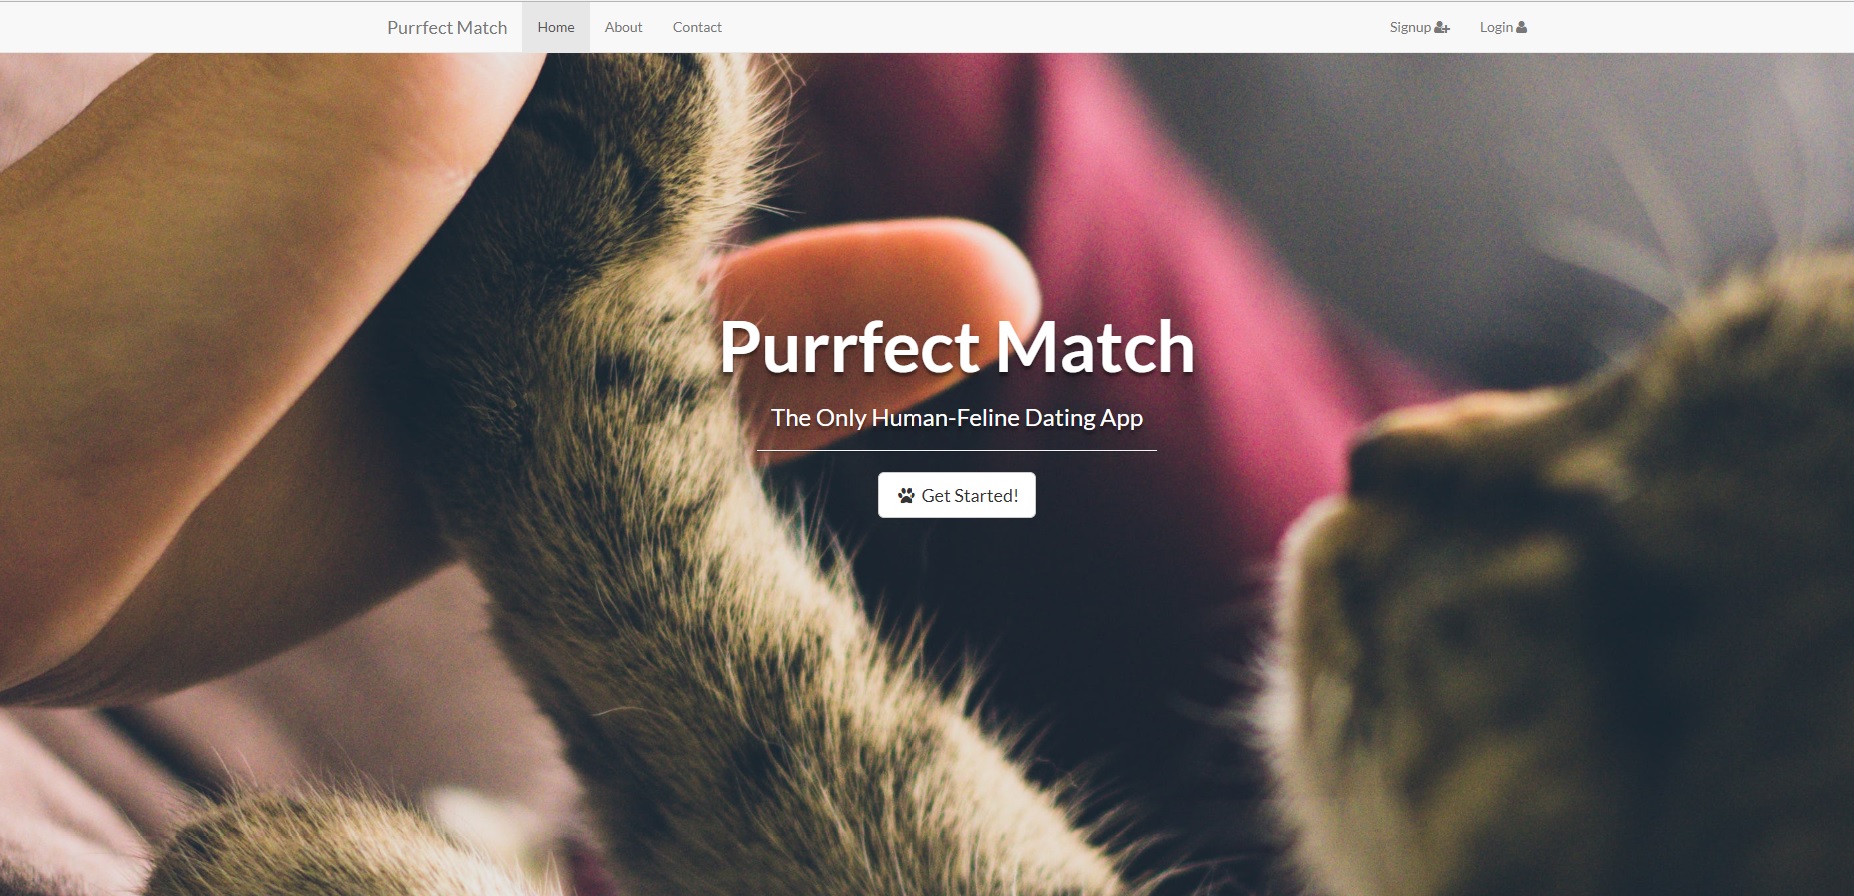 Purrfect Match Home About Contact Signup Login
Purrfect Match
The Only Human-Feline Dating App
Get Started!